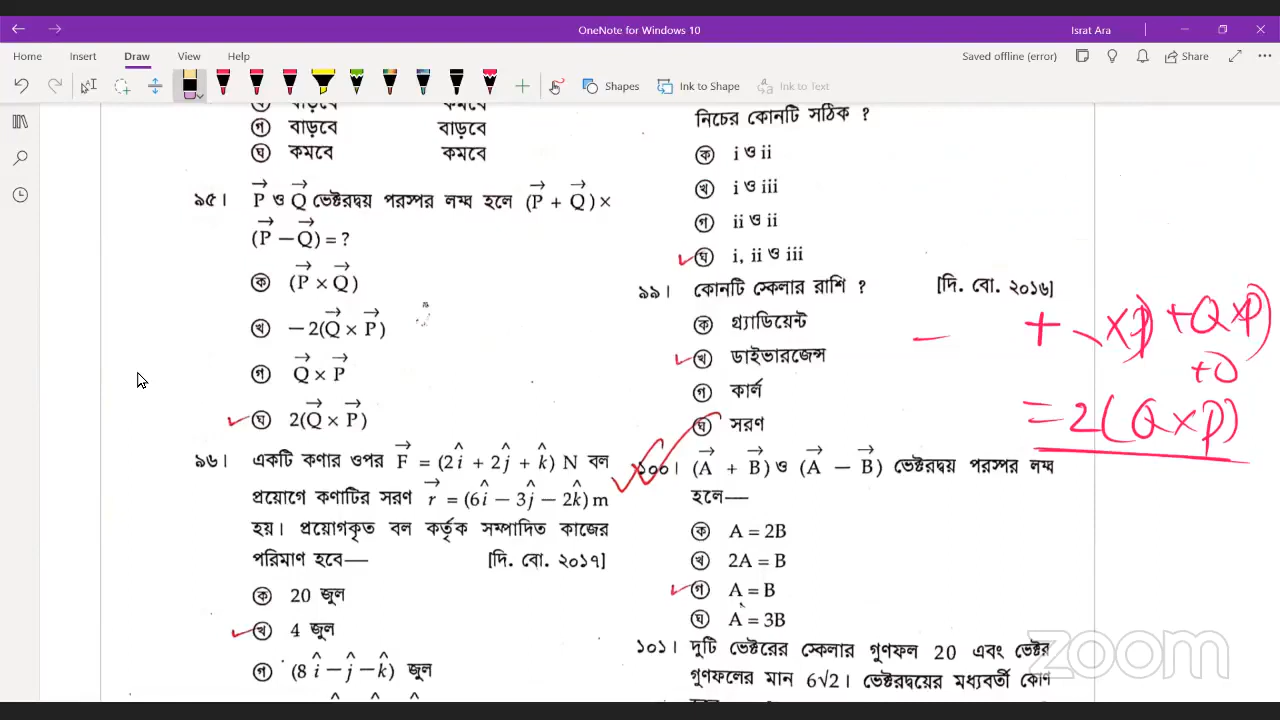 OneNote for Windows 10
Israt Ara
Home Insert Draw View Help
Saved offline (error)
Share
Shapes
Ink to Shape
Ink to Text
বাড়বে কমবে
গ বাড়বে বাড়বে
ঘ কমবে কমবে
৯৫। P ও Q ভেক্টরদ্বয় পরস্পর লম্ব হলে (P + Q) ×
(P − Q) = ?
ক (P × Q)
খ − 2(Q × P)
গ Q × P
ঘ 2(Q × P)
৯৬। একটি কণার ওপর F = (2i + 2j + k) N বল
প্রয়োগে কণাটির সরণ r = (6i − 3j − 2k) m
হয়। প্রয়োগকৃত বল কর্তৃক সম্পাদিত কাজের
পরিমাণ হবে— [দি. বো. ২০১৭]
ক 20 জুল
খ 4 জুল
গ (8i − j − k) জুল
নিচের কোনটি সঠিক ?
ক i ও ii
খ i ও iii
গ ii ও ii
ঘ i, ii ও iii
৯৯। কোনটি স্কেলার রাশি ? [দি. বো. ২০১৬]
ক গ্র্যাডিয়েন্ট
খ ডাইভারজেন্স
গ কার্ল
ঘ সরণ
১০০। (A + B) ও (A − B) ভেক্টরদ্বয় পরস্পর লম্ব
হলে—
ক A = 2B
খ 2A = B
গ A = B
ঘ A = 3B
১০১। দুটি ভেক্টরের স্কেলার গুণফল 20 এবং ভেক্টর
গুণফলের মান 6√2। ভেক্টরদ্বয়ের মধ্যবর্তী কোণ
+Q×P)
+0
=2(Q×P)
zoom